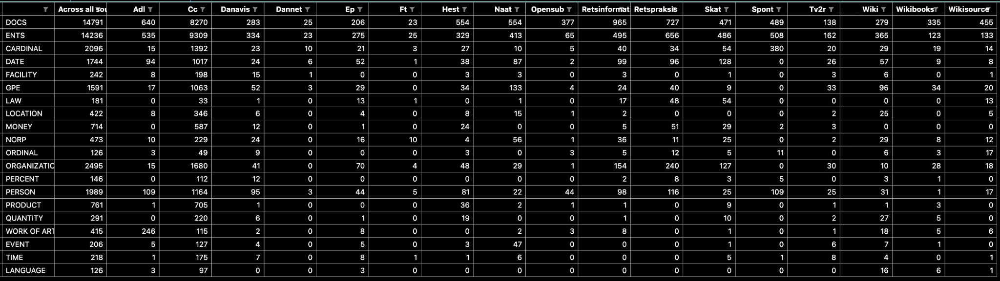 Across all sou Adl Cc Danavis Dannet Ep Ft Hest Naat Opensub Retsinformat Retspraksis Skat Spont Tv2r Wiki Wikibooks Wikisource
DOCS 14791 640 8270 283 25 206 23 554 554 377 965 727 471 489 138 279 335 455
ENTS 14236 535 9309 334 23 275 25 329 413 65 495 656 486 508 162 365 123 133
CARDINAL 2096 15 1392 23 10 21 3 27 10 5 40 34 54 380 20 29 19 14
DATE 1744 94 1017 24 6 52 1 38 87 2 99 96 128 0 26 57 9 8
FACILITY 242 8 198 15 1 0 0 3 3 0 3 0 1 0 3 6 0 1
GPE 1591 17 1063 52 3 29 0 34 133 4 24 40 9 0 33 96 34 20
LAW 181 0 33 1 0 13 1 0 1 0 17 48 54 0 0 0 0 13
LOCATION 422 8 346 6 0 4 0 8 15 1 2 0 0 0 2 25 0 5
MONEY 714 0 587 12 0 1 0 24 0 0 5 51 29 2 3 0 0 0
NORP 473 10 229 24 0 16 10 4 56 1 36 11 25 0 2 29 8 12
ORDINAL 126 3 49 9 0 0 0 3 0 3 5 12 5 11 0 6 3 17
ORGANIZATIO 2495 15 1680 41 0 70 4 48 29 1 154 240 127 0 30 10 28 18
PERCENT 146 0 112 12 0 0 0 0 0 0 2 8 3 5 0 3 1 0
PERSON 1989 109 1164 95 3 44 5 81 22 44 98 116 25 109 25 31 1 17
PRODUCT 761 1 705 1 0 0 0 36 2 1 1 0 9 0 1 1 3 0
QUANTITY 291 0 220 6 0 1 0 19 0 0 1 0 10 0 2 27 5 0
WORK OF ART 415 246 115 2 0 8 0 0 2 3 8 0 1 0 1 18 5 6
EVENT 206 5 127 4 0 5 0 3 47 0 0 0 1 0 6 7 1 0
TIME 218 1 175 7 0 8 1 1 6 0 0 0 5 1 8 4 0 1
LANGUAGE 126 3 97 0 0 3 0 0 0 0 0 0 0 0 0 16 6 1